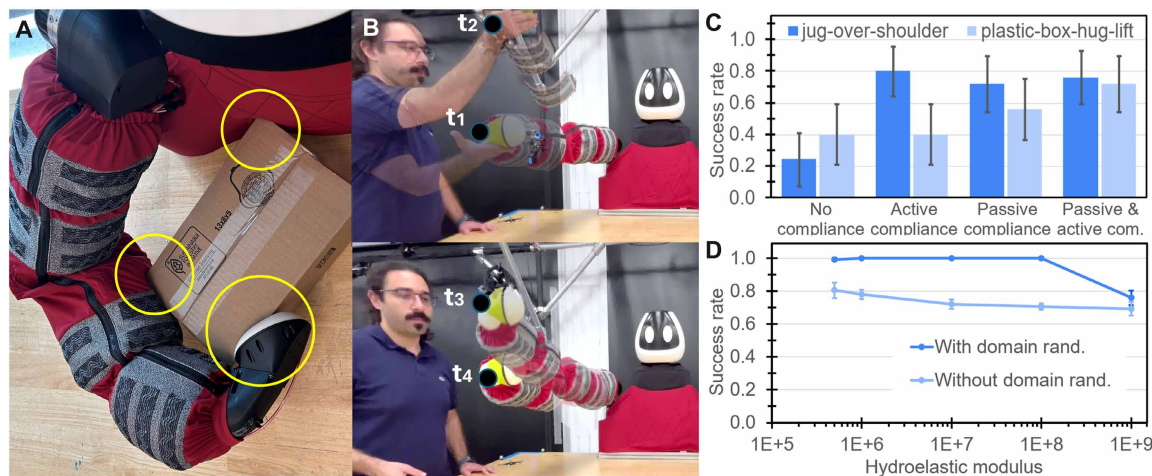 A
B
t2
t1
t3
t4
13x9x5
C
jug-over-shoulder plastic-box-hug-lift
Success rate
1.0
0.8
0.6
0.4
0.2
0.0
No compliance
Active compliance
Passive compliance
Passive & active com.
D
Success rate
1.0
0.8
0.6
0.4
0.2
0.0
With domain rand.
Without domain rand.
1E+5 1E+6 1E+7 1E+8 1E+9
Hydroelastic modulus